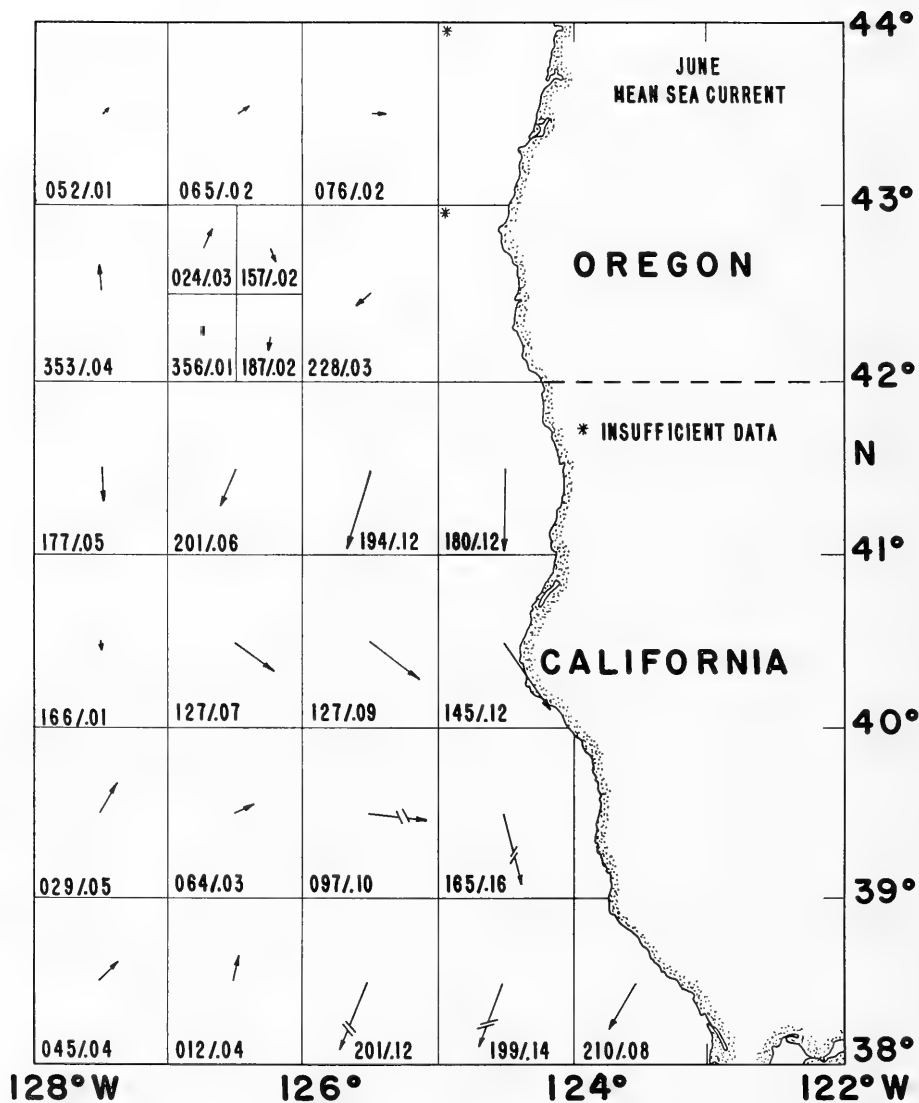 44°
*
JUNE
MEAN SEA CURRENT
052/.01 065/.02 076/.02
43°
*
024/.03 157/.02
OREGON
353/.04 356/.01 187/.02 228/.03
42°
* INSUFFICIENT DATA
N
177/.05 201/.06 194/.12 180/.12
41°
CALIFORNIA
166/.01 127/.07 127/.09 145/.12
40°
029/.05 064/.03 097/.10 165/.16
39°
045/.04 012/.04 201/.12 199/.14 210/.08
38°
128° W 126° 124° 122° W